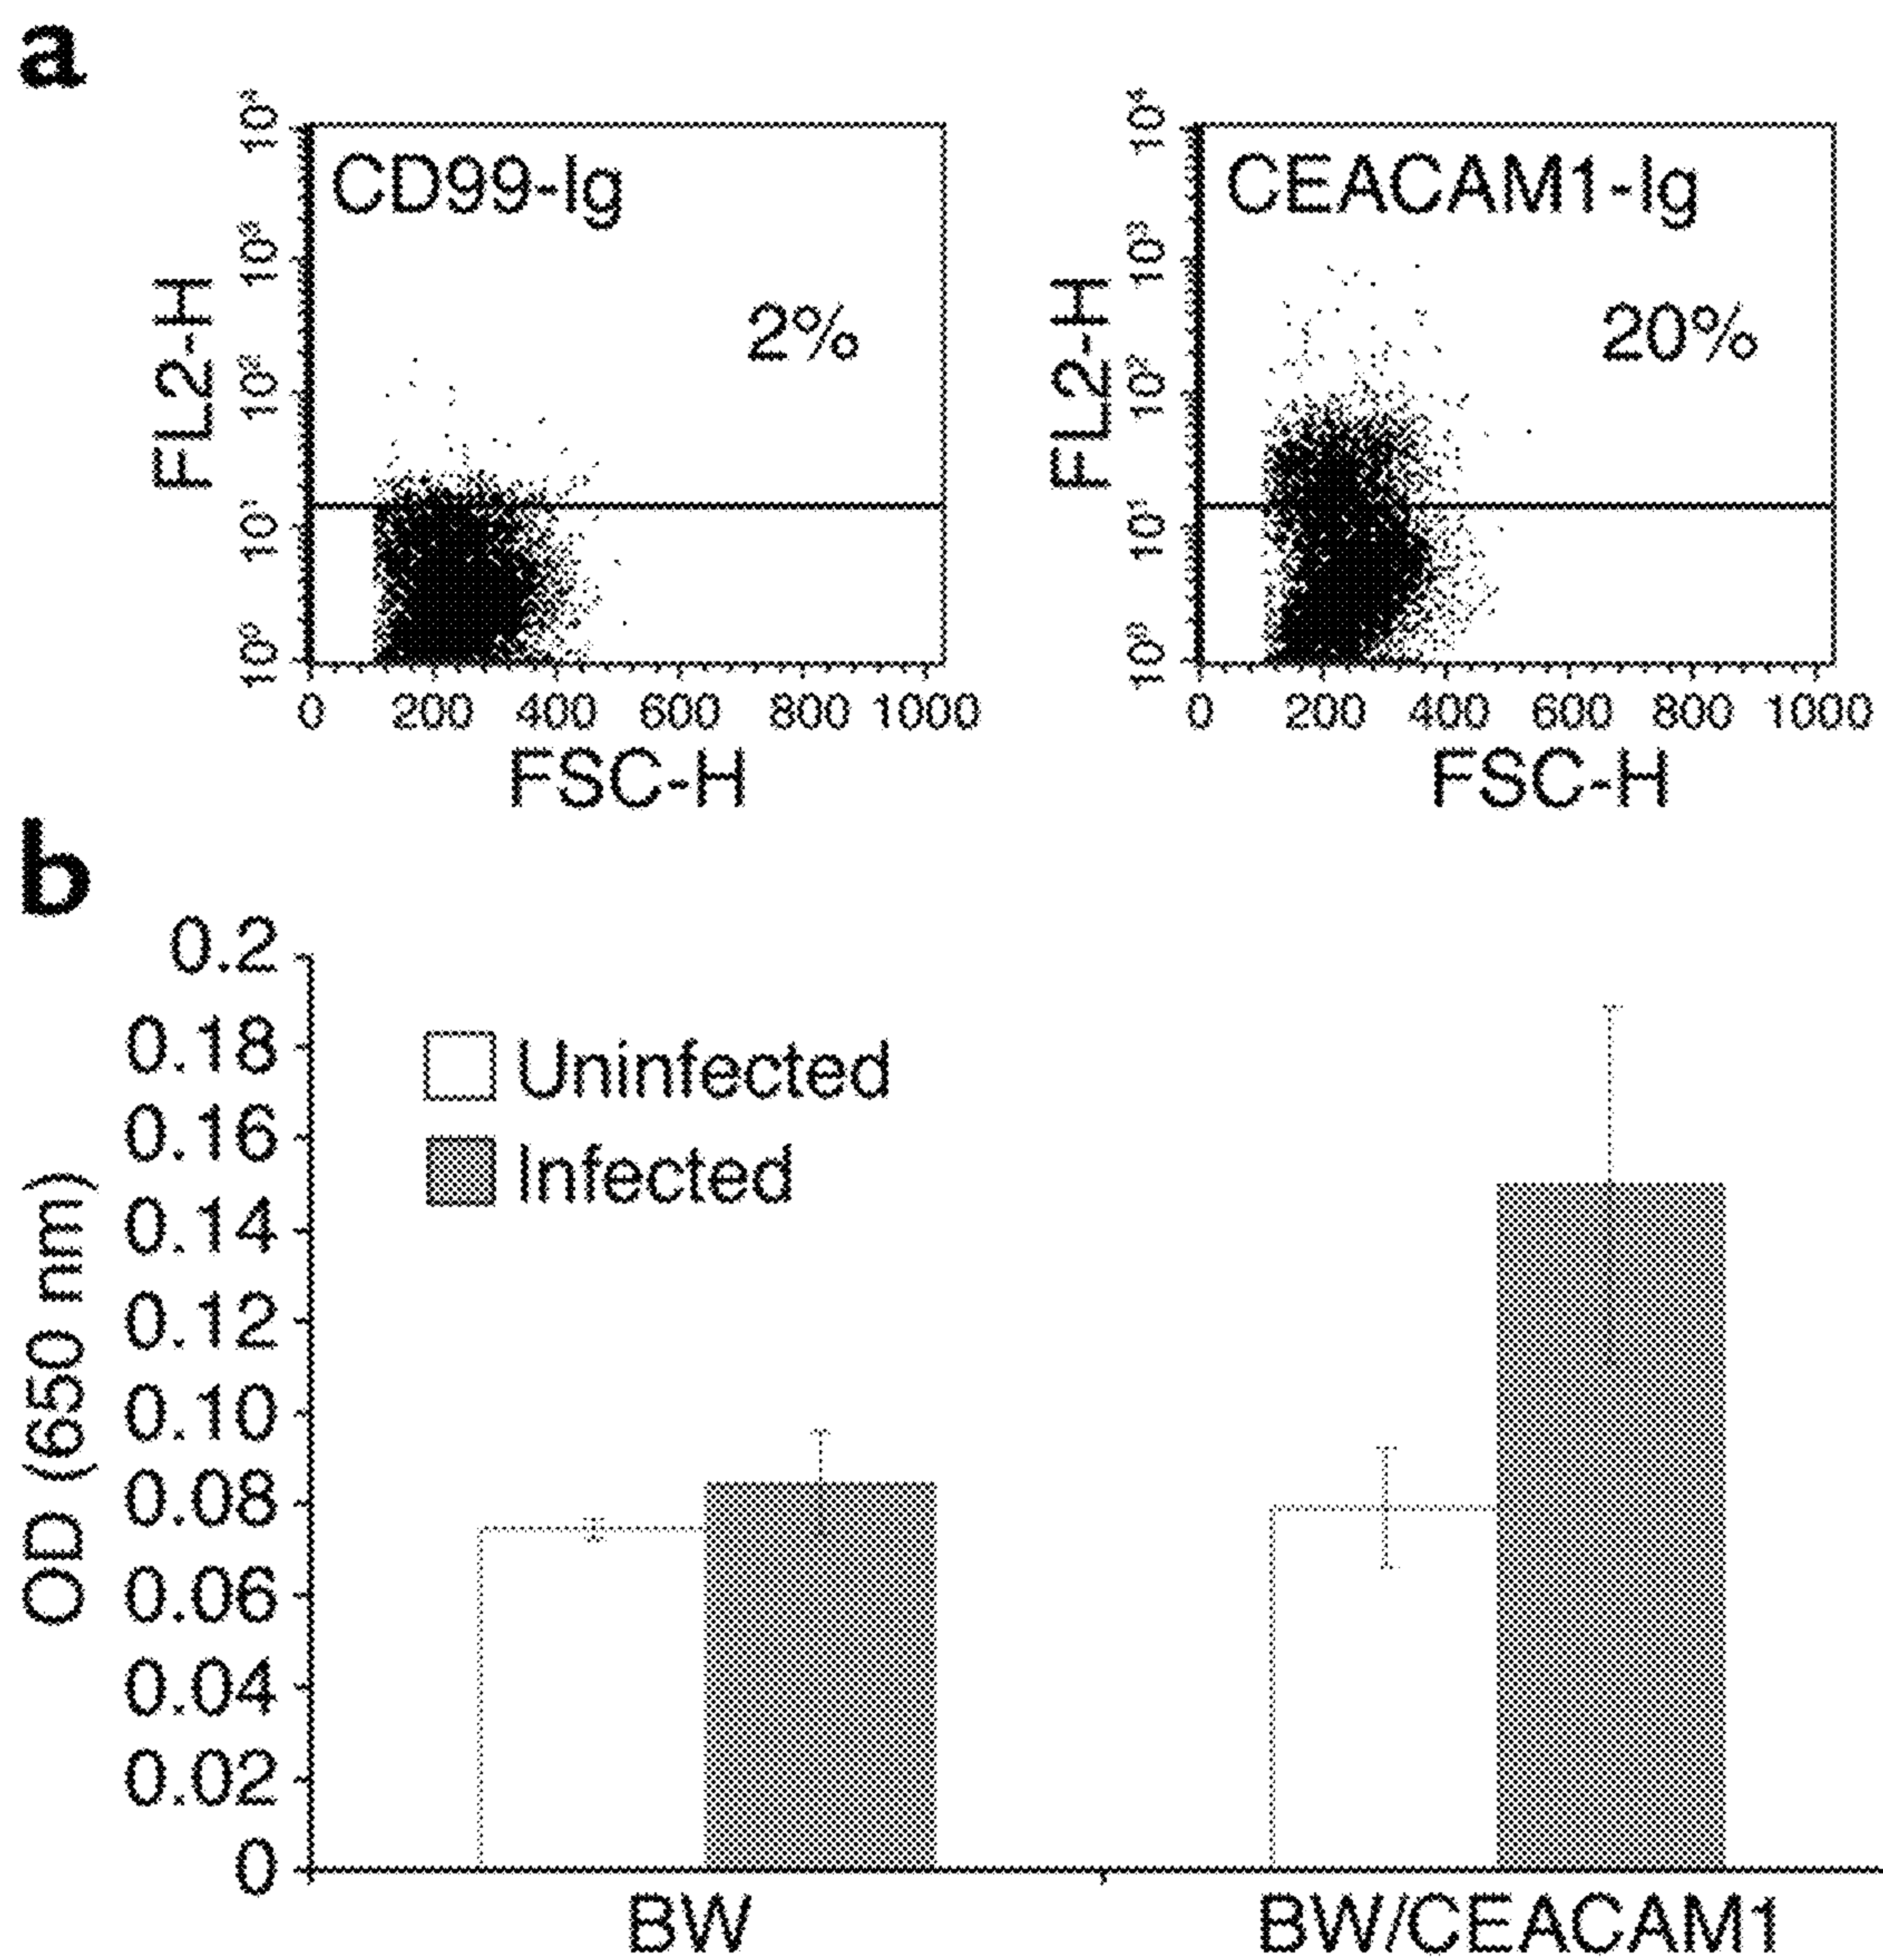 a
CD99-Ig
2%
FL2-H
10⁴
10³
10²
10¹
10⁰
0 200 400 600 800 1000
FSC-H
CEACAM1-Ig
20%
FL2-H
10⁴
10³
10²
10¹
10⁰
0 200 400 600 800 1000
FSC-H
b
OD (650 nm)
0.2
0.18
0.16
0.14
0.12
0.10
0.08
0.06
0.04
0.02
0
Uninfected
Infected
BW
BW/CEACAM1